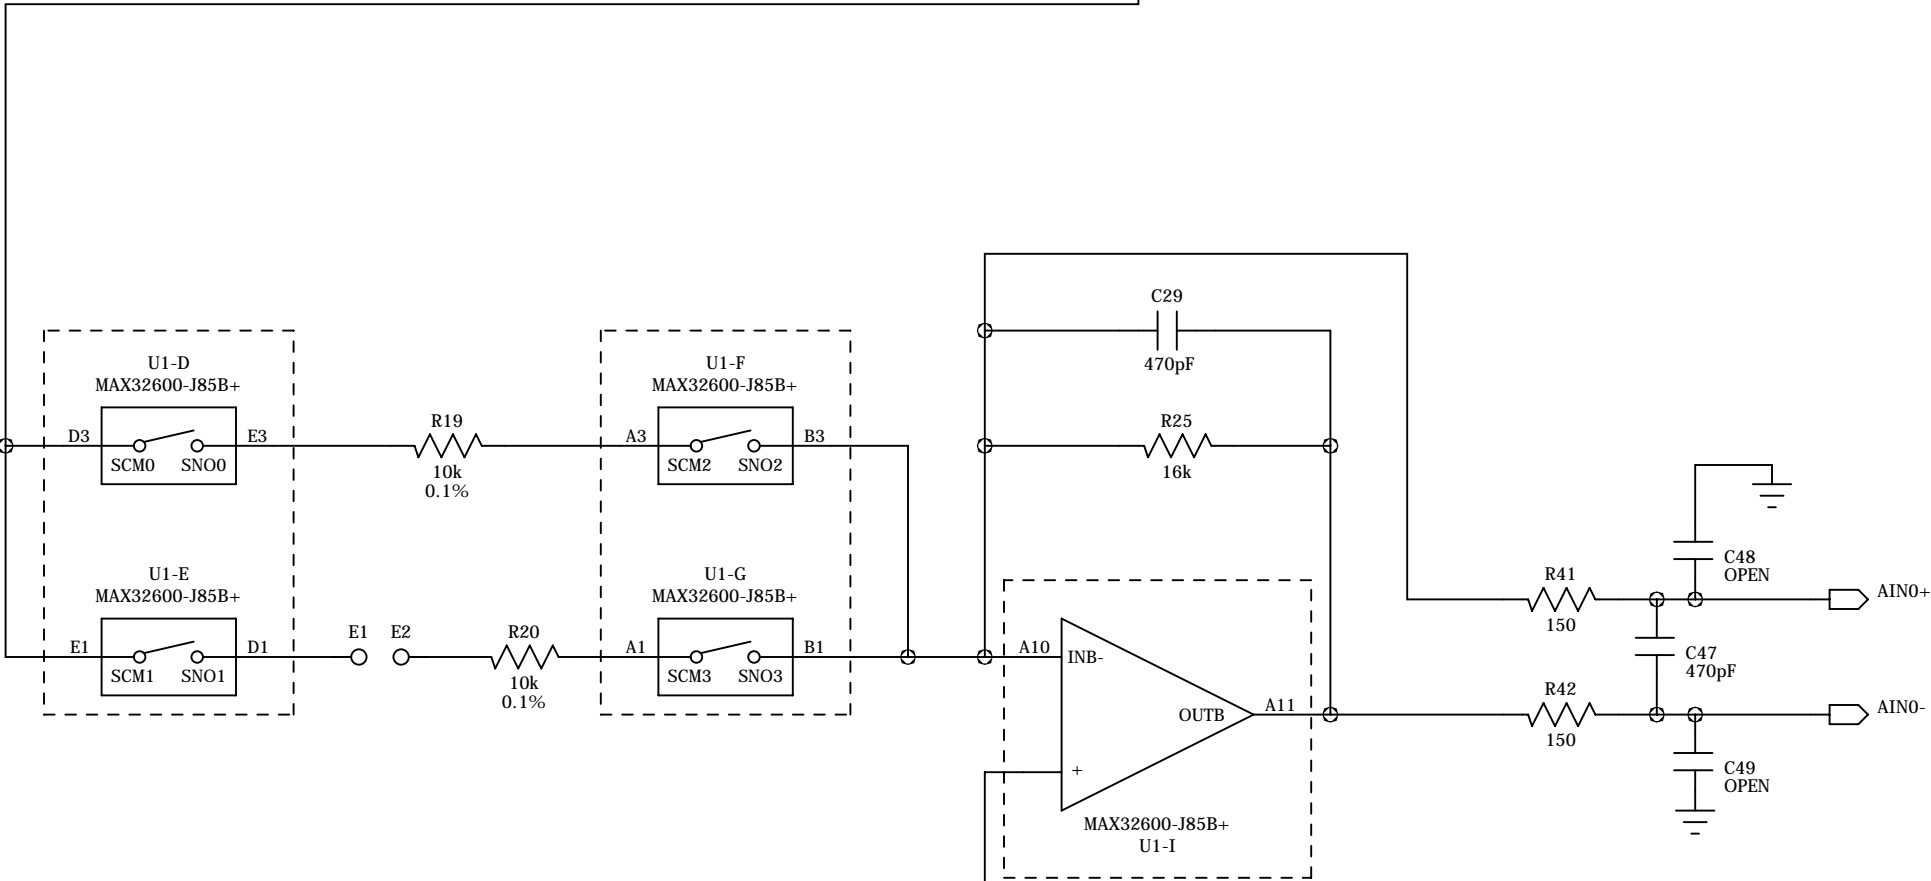 C29
470pF
U1-D
MAX32600-J85B+
D3
E3
SCM0
SNO0
R19
10k
0.1%
U1-F
MAX32600-J85B+
A3
B3
SCM2
SNO2
R25
16k
U1-E
MAX32600-J85B+
E1
D1
SCM1
SNO1
E1
E2
R20
10k
0.1%
U1-G
MAX32600-J85B+
A1
B1
SCM3
SNO3
A10
INB-
OUTB
A11
+
MAX32600-J85B+
U1-I
C48
OPEN
R41
150
AIN0+
C47
470pF
R42
150
AIN0-
C49
OPEN